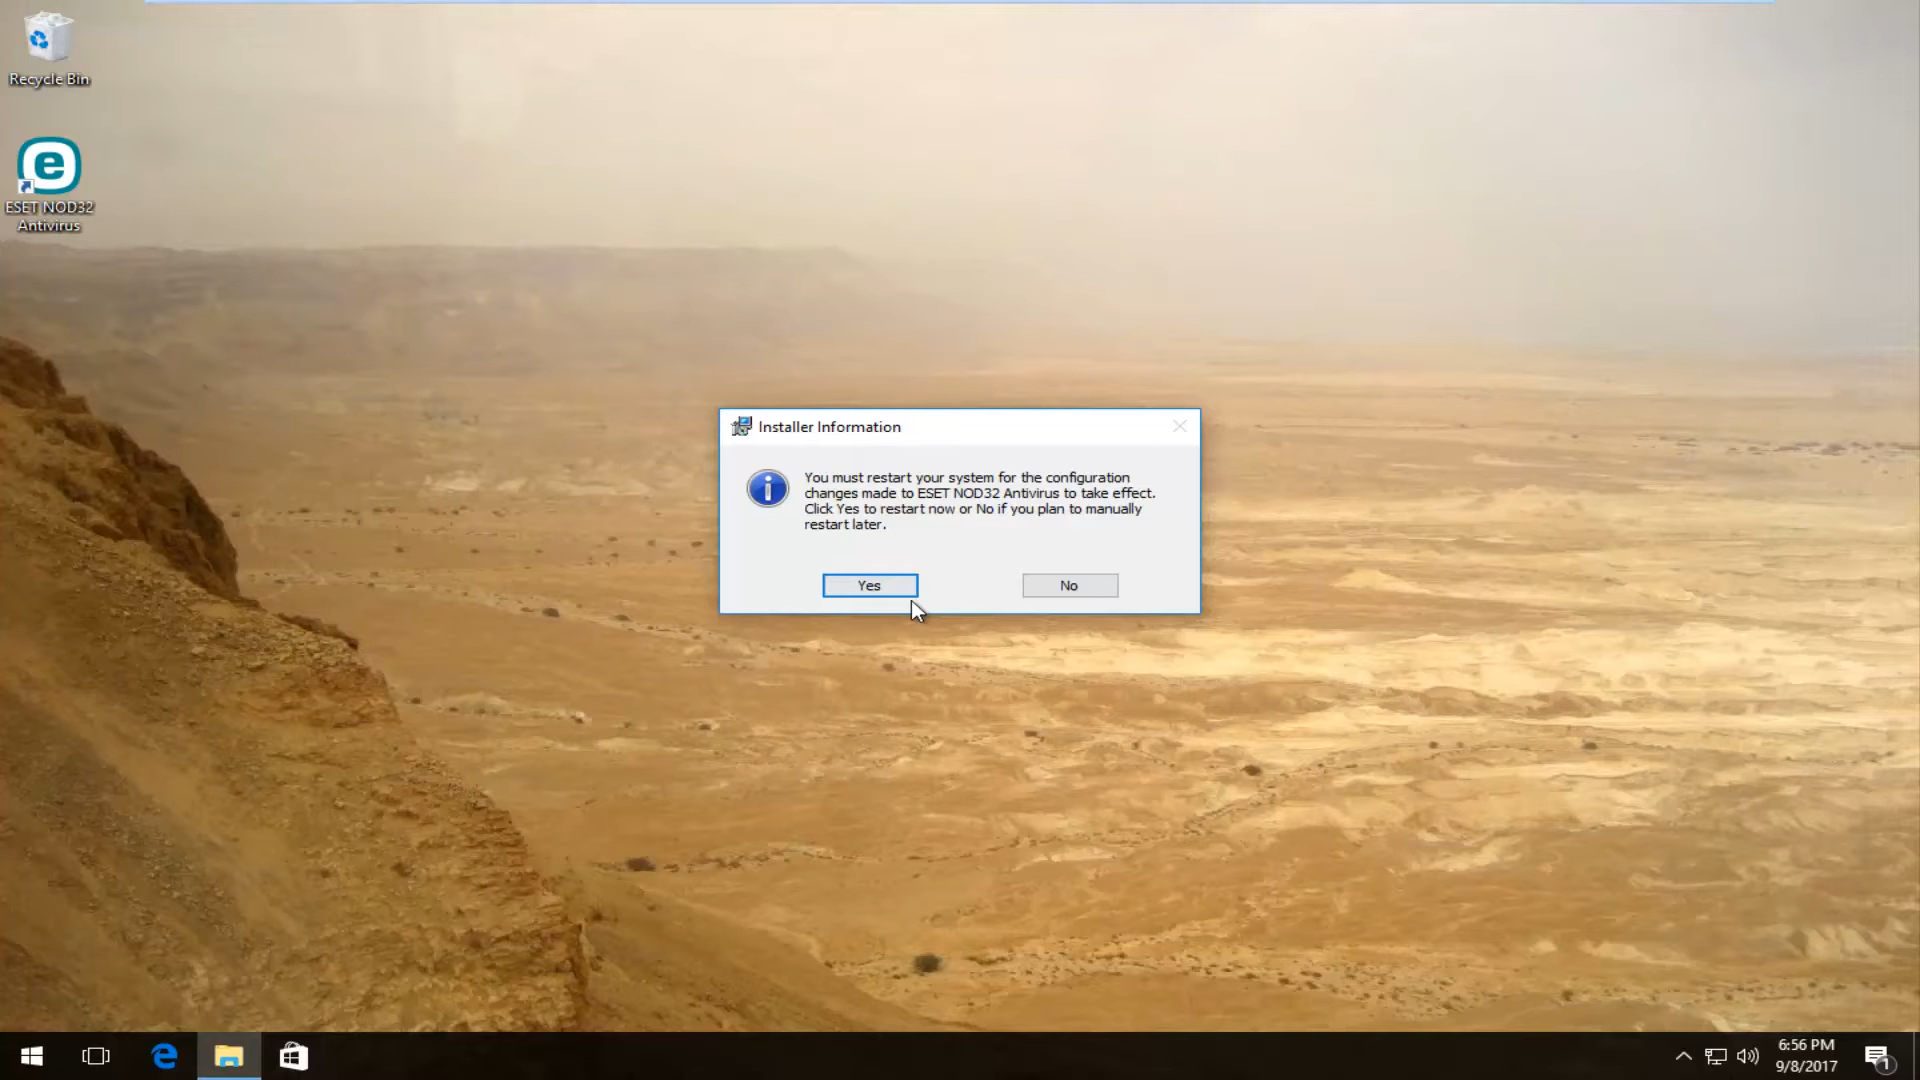 Recycle Bin
ESET NOD32
Antivirus
Installer Information
You must restart your system for the configuration
changes made to ESET NOD32 Antivirus to take effect.
Click Yes to restart now or No if you plan to manually
restart later.
Yes
No
6:56 PM
9/8/2017
1